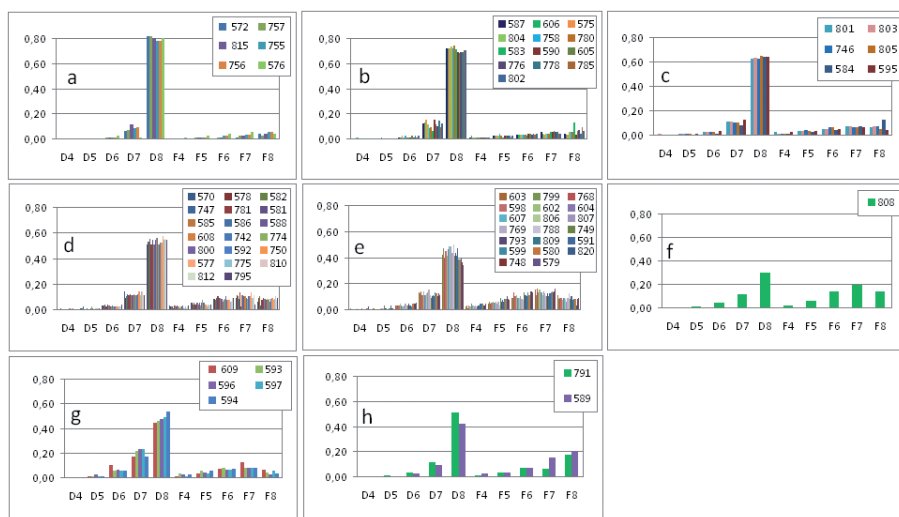 0,80
0,60
0,40
0,20
0,00
a
572 757
815 755
756 576
D4 D5 D6 D7 D8 F4 F5 F6 F7 F8
0,80
0,60
0,40
0,20
0,00
b
587 606 575
804 758 780
583 590 605
776 778 785
802
D4 D5 D6 D7 D8 F4 F5 F6 F7 F8
0,80
0,60
0,40
0,20
0,00
c
801 803
746 805
584 595
D4 D5 D6 D7 D8 F4 F5 F6 F7 F8
0,80
0,60
0,40
0,20
0,00
d
570 578 582
747 781 581
585 586 588
608 742 774
800 592 750
577 775 810
812 795
D4 D5 D6 D7 D8 F4 F5 F6 F7 F8
0,80
0,60
0,40
0,20
0,00
e
603 799 768
598 602 604
607 806 807
769 788 749
793 809 591
599 580 820
748 579
D4 D5 D6 D7 D8 F4 F5 F6 F7 F8
0,80
0,60
0,40
0,20
0,00
f
808
D4 D5 D6 D7 D8 F4 F5 F6 F7 F8
0,80
0,60
0,40
0,20
0,00
g
609 593
596 597
594
D4 D5 D6 D7 D8 F4 F5 F6 F7 F8
0,80
0,60
0,40
0,20
0,00
h
791
589
D4 D5 D6 D7 D8 F4 F5 F6 F7 F8